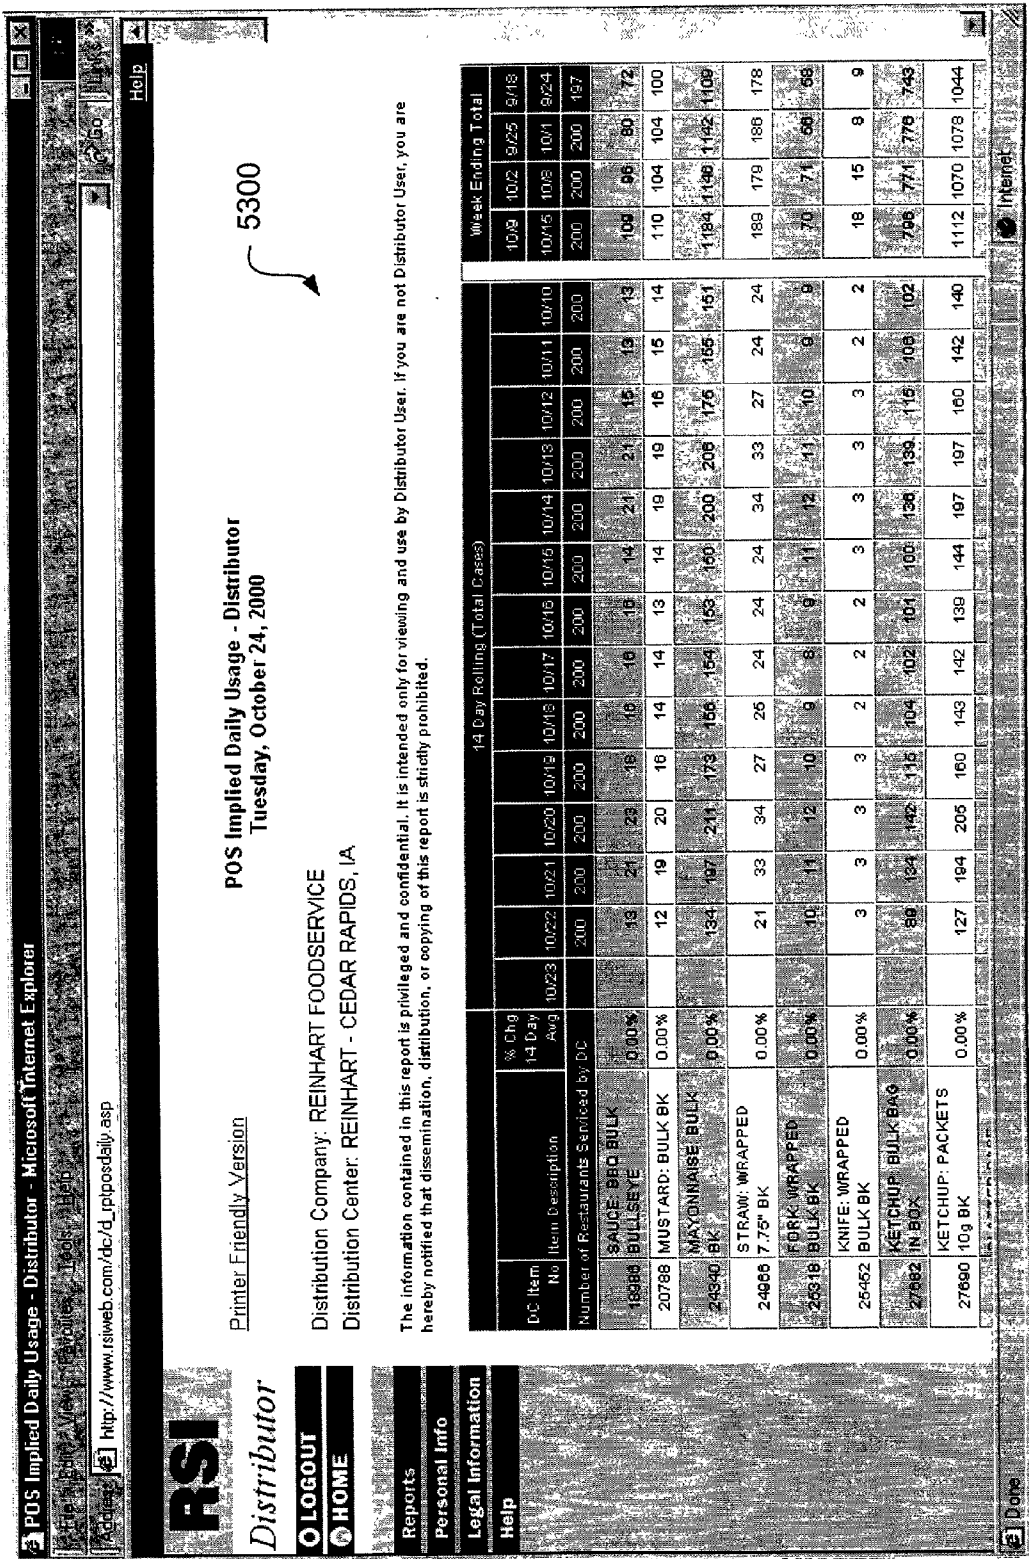 POS Implied Daily Usage - Distributor - Microsoft Internet Explorer
Links »
Address http://www.rsiweb.com/dc/d_rptposdaily.asp Go
Help
RSI
Distributor
LOGOUT
HOME
Reports
Personal Info
Legal Information
Help
Printer Friendly Version
POS Implied Daily Usage - Distributor
Tuesday, October 24, 2000
5300
Distribution Company: REINHART FOODSERVICE
Distribution Center: REINHART - CEDAR RAPIDS, IA
The information contained in this report is privileged and confidential. It is intended only for viewing and use by Distributor User. If you are not Distributor User, you are
hereby notified that dissemination, distribution, or copying of this report is strictly prohibited.
14 Day Rolling (Total Cases) Week Ending Total
% Chg 10/9 10/2 9/25 9/18
DC Item 14 Day
No Item Description Avg 10/23 10/22 10/21 10/20 10/19 10/18 10/17 10/16 10/15 10/14 10/13 10/12 10/11 10/10 10/15 10/8 10/1 9/24
Number of Restaurants Serviced by DC 200 200 200 200 200 200 200 200 200 200 200 200 200 200 200 200 197
SAUCE: BBQ BULK
18986 BULLSEYE 0.00% 13 21 23 18 16 16 16 14 21 21 15 13 13 109 96 80 72
20788 MUSTARD: BULK BK 0.00% 12 19 20 16 14 14 13 14 19 19 16 15 14 110 104 104 100
MAYONNAISE: BULK
24340 BK 0.00% 134 197 211 173 156 154 153 150 200 206 175 155 151 1184 1146 1142 1109
STRAW: WRAPPED
24966 7.75" BK 0.00% 21 33 34 27 25 24 24 24 34 33 27 24 24 189 179 186 178
FORK: WRAPPED
25318 BULK BK 0.00% 10 11 12 10 9 8 9 11 12 11 10 9 9 70 71 68
KNIFE: WRAPPED
25452 BULK BK 0.00% 3 3 3 3 2 2 2 3 3 3 3 2 2 18 15 8 9
KETCHUP: BULK BAG
27682 IN BOX 0.00% 89 134 142 115 104 102 101 100 136 139 115 106 102 796 771 776 743
KETCHUP: PACKETS
27690 10g BK 0.00% 127 194 205 160 143 142 139 144 197 197 160 142 140 1112 1070 1078 1044
Done
Internet